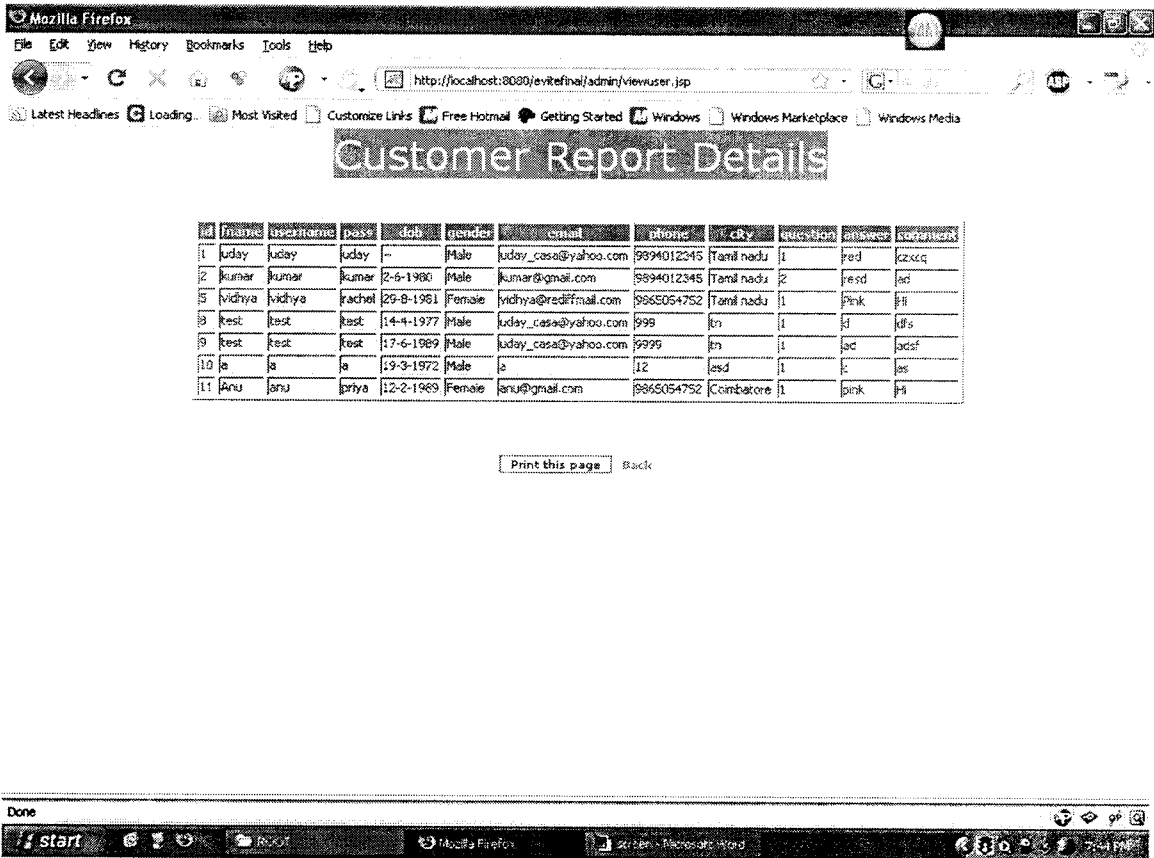 Mozilla Firefox
File Edit View History Bookmarks Tools Help
http://localhost:8080/evitefinal/admin/viewuser.jsp
Latest Headlines Loading... Most Visited Customize Links Free Hotmail Getting Started Windows Windows Marketplace Windows Media
Customer Report Details
id fname username pass dob gender email phone city question answer comment
1 uday uday uday -- Male uday_casa@yahoo.com 9894012345 Tamil nadu 1 red czxcq
2 kumar kumar kumar 2-6-1980 Male kumar@gmail.com 9894012345 Tamil nadu 2 resd ad
5 vidhya vidhya rachel 29-8-1981 Female vidhya@rediffmail.com 9865054752 Tamil nadu 1 Pink Hi
8 test test test 14-4-1977 Male uday_casa@yahoo.com 999 tn 1 d dfs
9 test test test 17-6-1989 Male uday_casa@yahoo.com 9999 tn 1 ad adsf
10 a a a 19-3-1972 Male a 12 asd 1 c as
11 Anu anu priya 12-2-1989 Female anu@gmail.com 9865054752 Coimbatore 1 pink Hi
Print this page Back
Done
start ROOT Mozilla Firefox screen - Microsoft Word 7:44 PM